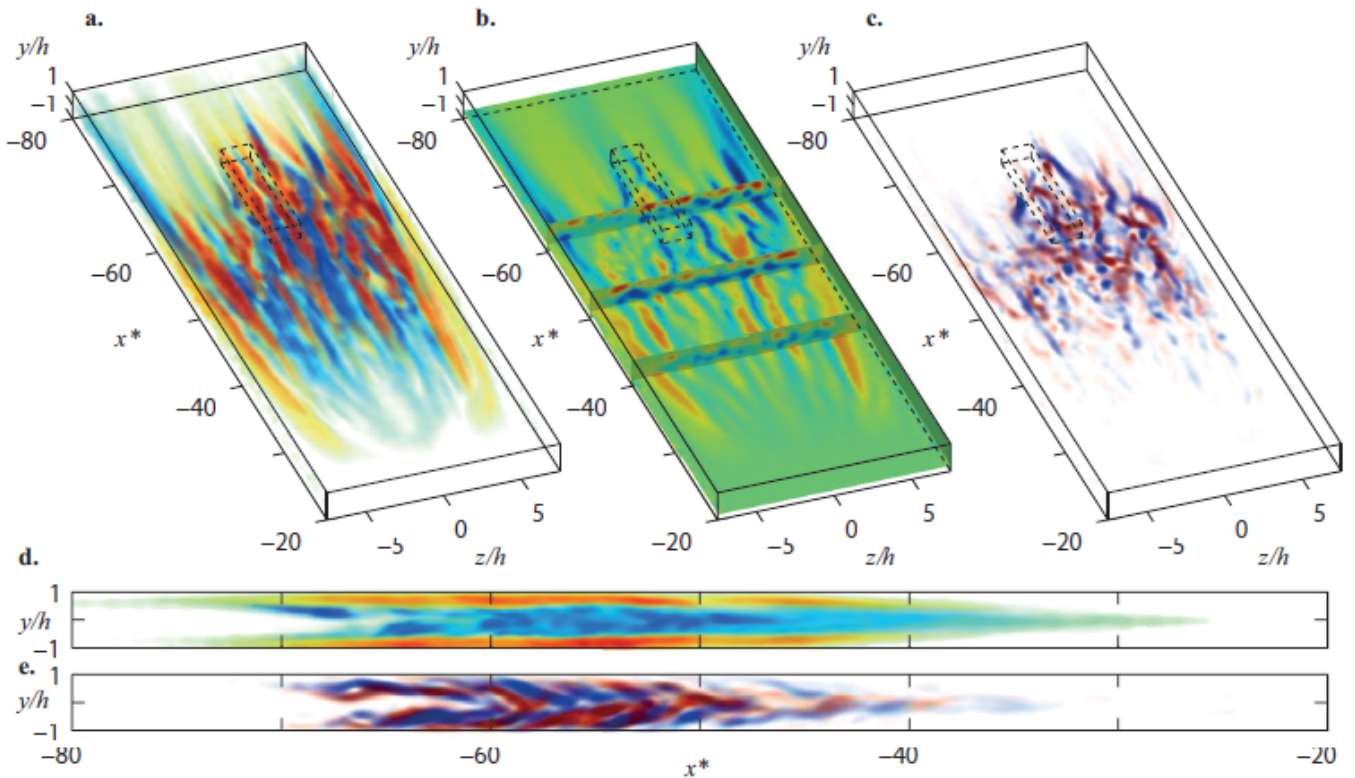 a. b. c.
y/h y/h y/h
1 1 1
−1 −1 −1
−80 −80 −80
−60 −60 −60
x* x* x*
−40 −40 −40
5 5 5
0 0 0
−20 −5 −20 −5 −20 −5
z/h z/h z/h
d.
1
y/h
−1
e.
1
y/h
−1
−80 −60 −40 −20
x*